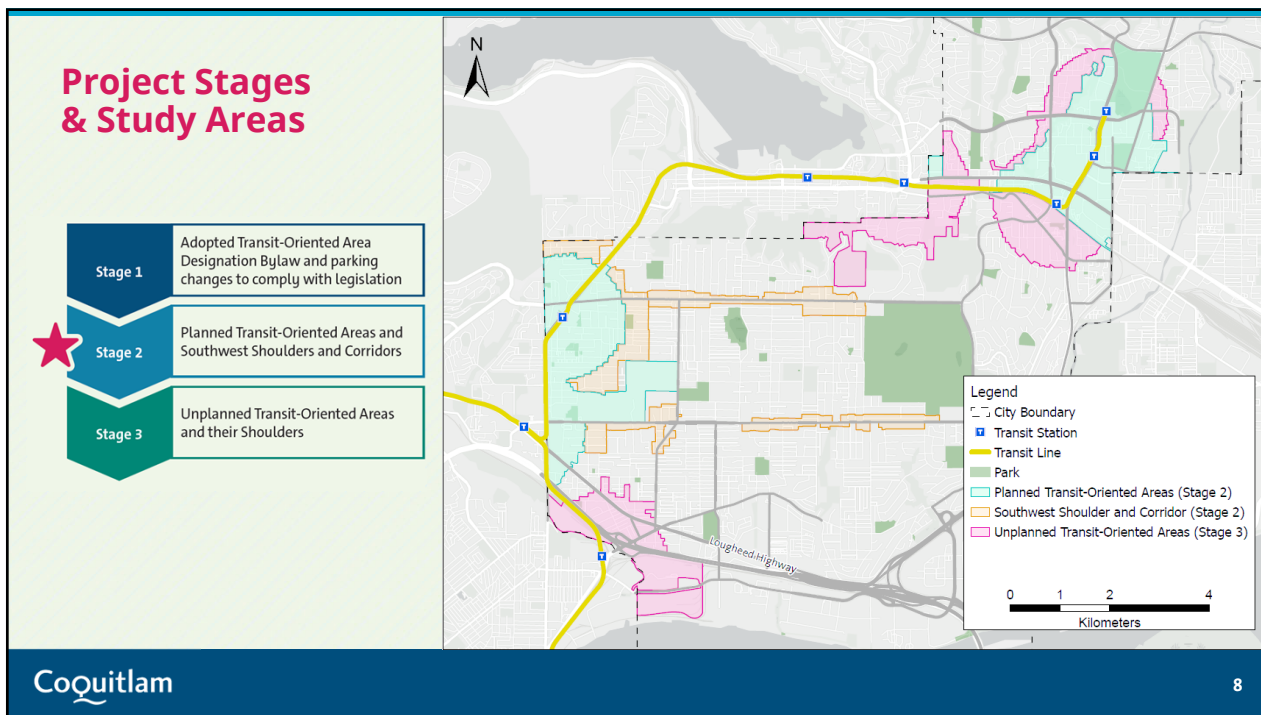 Project Stages
& Study Areas
Stage 1
Adopted Transit-Oriented Area
Designation Bylaw and parking
changes to comply with legislation
Stage 2
Planned Transit-Oriented Areas and
Southwest Shoulders and Corridors
Stage 3
Unplanned Transit-Oriented Areas
and their Shoulders
N
T
T
T
T
T
T
T
T
Lougheed Highway
Legend
City Boundary
T Transit Station
Transit Line
Park
Planned Transit-Oriented Areas (Stage 2)
Southwest Shoulder and Corridor (Stage 2)
Unplanned Transit-Oriented Areas (Stage 3)
0 1 2 4
Kilometers
Coquitlam
8